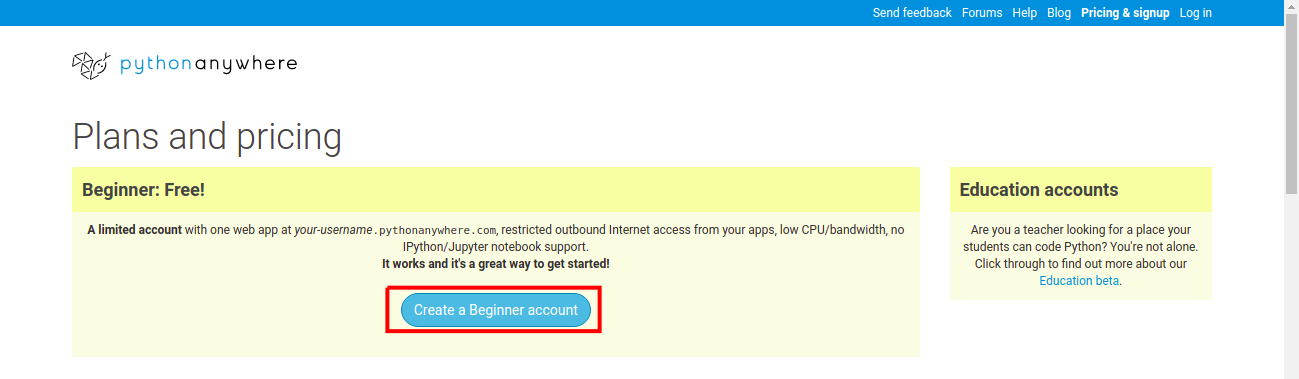 Send feedback Forums Help Blog Pricing & signup Log in
pythonanywhere
Plans and pricing
Beginner: Free!
A limited account with one web app at your-username.pythonanywhere.com, restricted outbound Internet access from your apps, low CPU/bandwidth, no
IPython/Jupyter notebook support.
It works and it's a great way to get started!
Create a Beginner account
Education accounts
Are you a teacher looking for a place your
students can code Python? You're not alone.
Click through to find out more about our
Education beta.